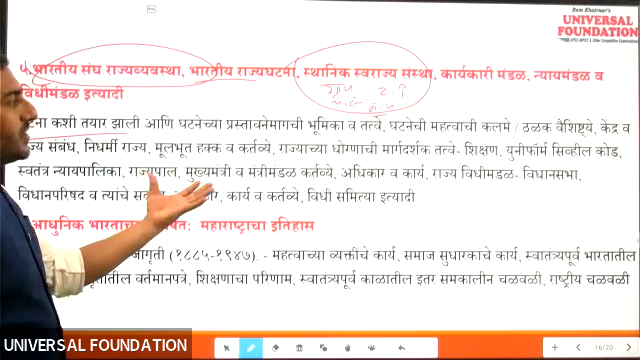 Ram Khatmar's
UNIVERSAL
FOUNDATION
५ भारतीय संघ राज्यव्यवस्था, भारतीय राज्यघटना, स्थानिक स्वराज्य संस्था, कार्यकारी मंडळ, न्यायमंडळ व
विधीमंडळ इत्यादी
कशी तयार झाली आणि घटनेच्या प्रस्तावनेमागची भूमिका व तत्वे, घटनेची महत्वाची कलमे / ठळक वैशिष्ट्ये, केंद्र व
संबंध, निधर्मी राज्य, मूलभूत हक्क व कर्तव्ये, राज्याच्या धोरणाची मार्गदर्शक तत्वे- शिक्षण, युनीफॉर्म सिव्हील कोड,
स्वतंत्र न्यायपालिका, राज्यपाल, मुख्यमंत्री व मंत्रीमंडळ कर्तव्ये, अधिकार व कार्य. राज्य विधीमंडळ- विधानसभा,
विधानपरिषद व त्यांचे कार्य व कर्तव्ये, विधी समित्या इत्यादी
आधुनिक महाराष्ट्राचा इतिहास
(१८८५-१९४७). - महत्वाच्या व्यक्तींचे कार्य, समाज सुधारकाचे कार्य, स्वातंत्र्यपूर्व भारतातील
वर्तमानपत्रे, शिक्षणाचा परिणाम, स्वातंत्र्यपूर्व काळातील इतर समकालीन चळवळी, राष्ट्रीय चळवळी
UNIVERSAL FOUNDATION
16/20